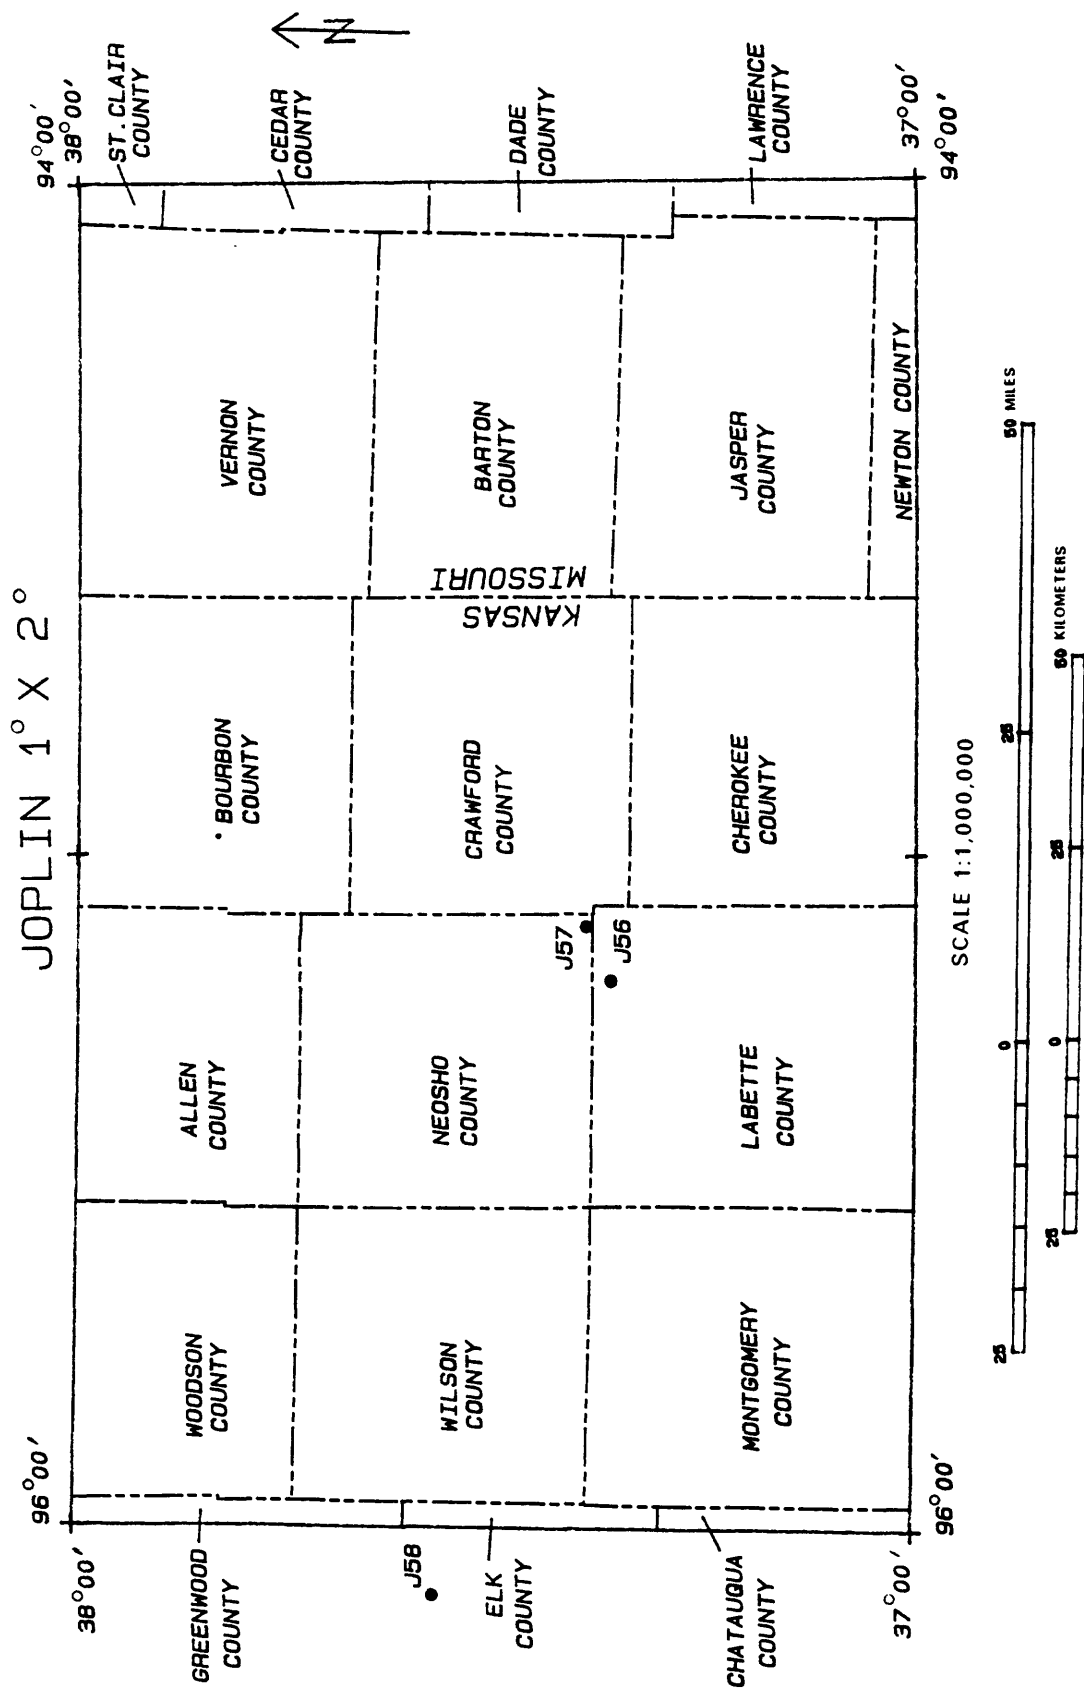 JOPLIN 1° X 2°
96°00'
94°00'
38°00'
38°00'
N
GREENWOOD
COUNTY
WOODSON
COUNTY
ALLEN
COUNTY
BOURBON
COUNTY
VERNON
COUNTY
ST. CLAIR
COUNTY
CEDAR
COUNTY
J58
ELK
COUNTY
WILSON
COUNTY
NEOSHO
COUNTY
CRAWFORD
COUNTY
KANSAS
MISSOURI
BARTON
COUNTY
DADE
COUNTY
J57
J56
CHATAUQUA
COUNTY
MONTGOMERY
COUNTY
LABETTE
COUNTY
CHEROKEE
COUNTY
JASPER
COUNTY
LAWRENCE
COUNTY
NEWTON COUNTY
37°00'
37°00'
96°00'
94°00'
SCALE 1:1,000,000
25 0 25 50 MILES
25 0 25 50 KILOMETERS